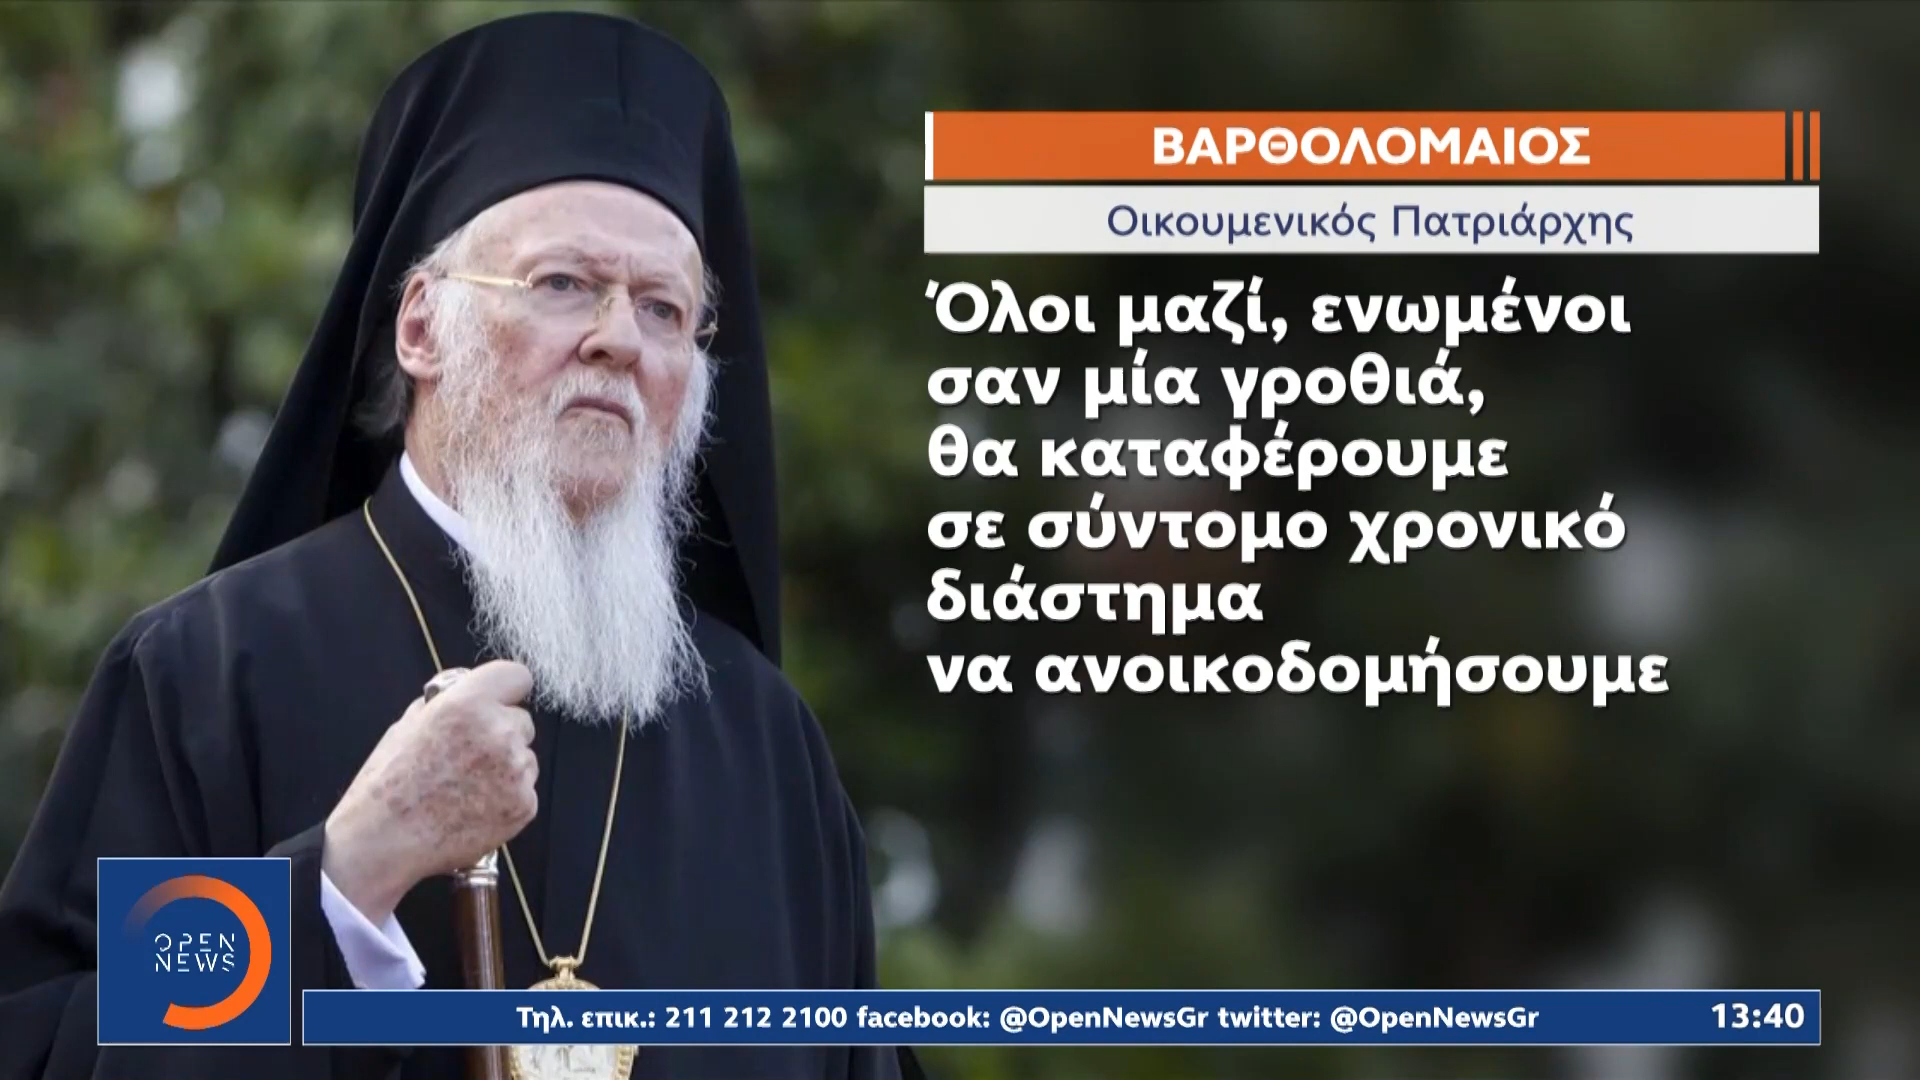 ΒΑΡΘΟΛΟΜΑΙΟΣ
Οικουμενικός Πατριάρχης
Όλοι μαζί, ενωμένοι
σαν μία γροθιά,
θα καταφέρουμε
σε σύντομο χρονικό
διάστημα
να ανοικοδομήσουμε
OPEN
NEWS
Τηλ. επικ.: 211 212 2100 facebook: @OpenNewsGr twitter: @OpenNewsGr
13:40